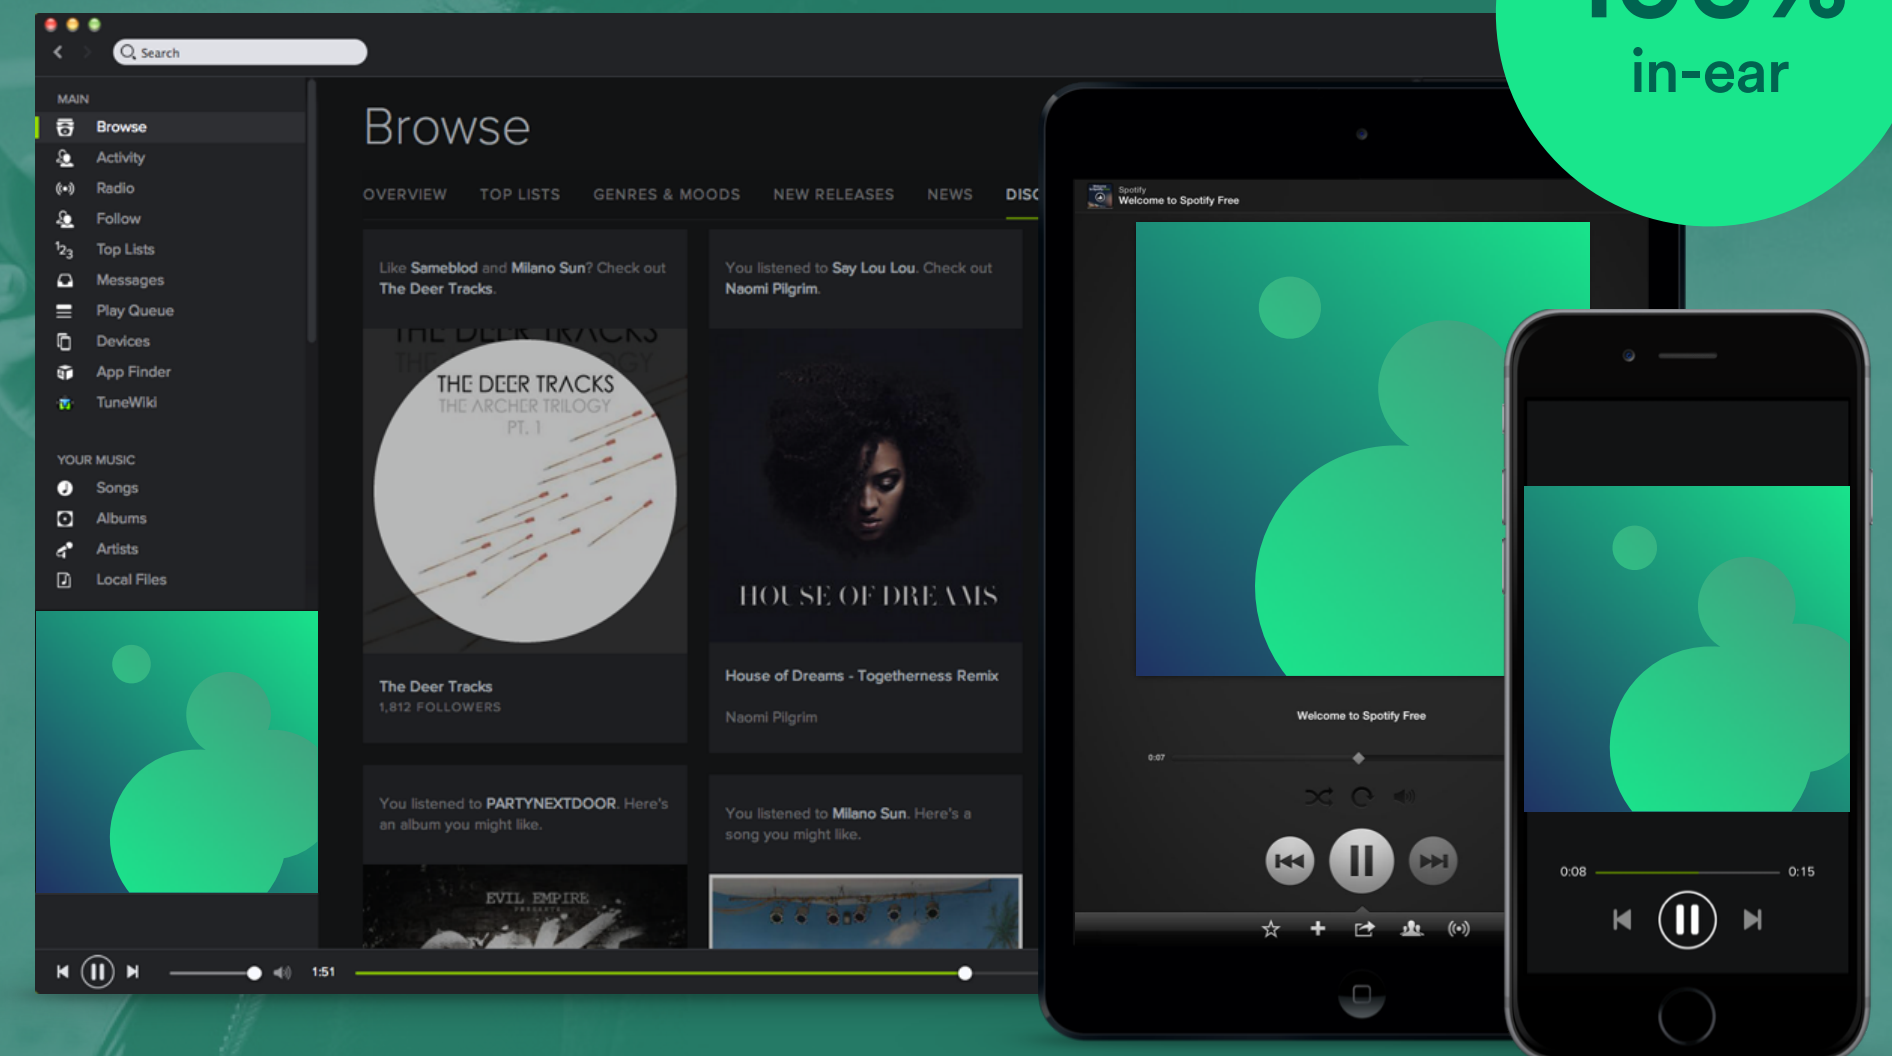 Search
MAIN
Browse
Activity
Radio
Follow
Top Lists
Messages
Play Queue
Devices
App Finder
TuneWiki
YOUR MUSIC
Songs
Albums
Artists
Local Files
Browse
OVERVIEW TOP LISTS GENRES & MOODS NEW RELEASES NEWS
Like Sameblod and Milano Sun? Check out
The Deer Tracks.
THE DEER TRACKS
THE DEER TRACKS
THE ARCHER TRILOGY
PT. 1
The Deer Tracks
1,812 FOLLOWERS
You listened to PARTYNEXTDOOR. Here's
an album you might like.
EVIL EMPIRE
PRESENTS
You listened to Say Lou Lou. Check out
Naomi Pilgrim.
HOUSE OF DREAMS
House of Dreams - Togetherness Remix
Naomi Pilgrim
You listened to Milano Sun. Here's a
song you might like.
1:51
Spotify
Welcome to Spotify Free
Welcome to Spotify Free
0:07
100%
in-ear
0:08 0:15